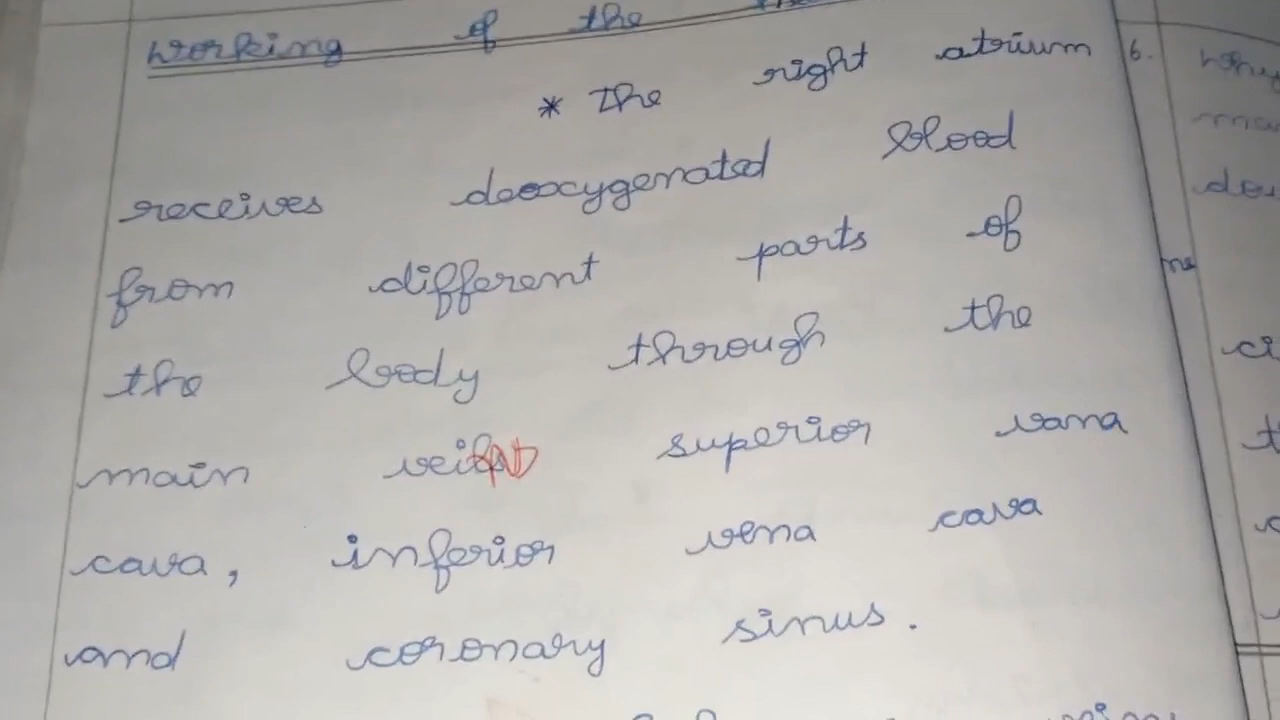 Working of the
* The right atrium
receives deoxygenated blood
from different parts of
the body through the
main superior vana
cava, inferior vena cava
and coronary sinus.
6.